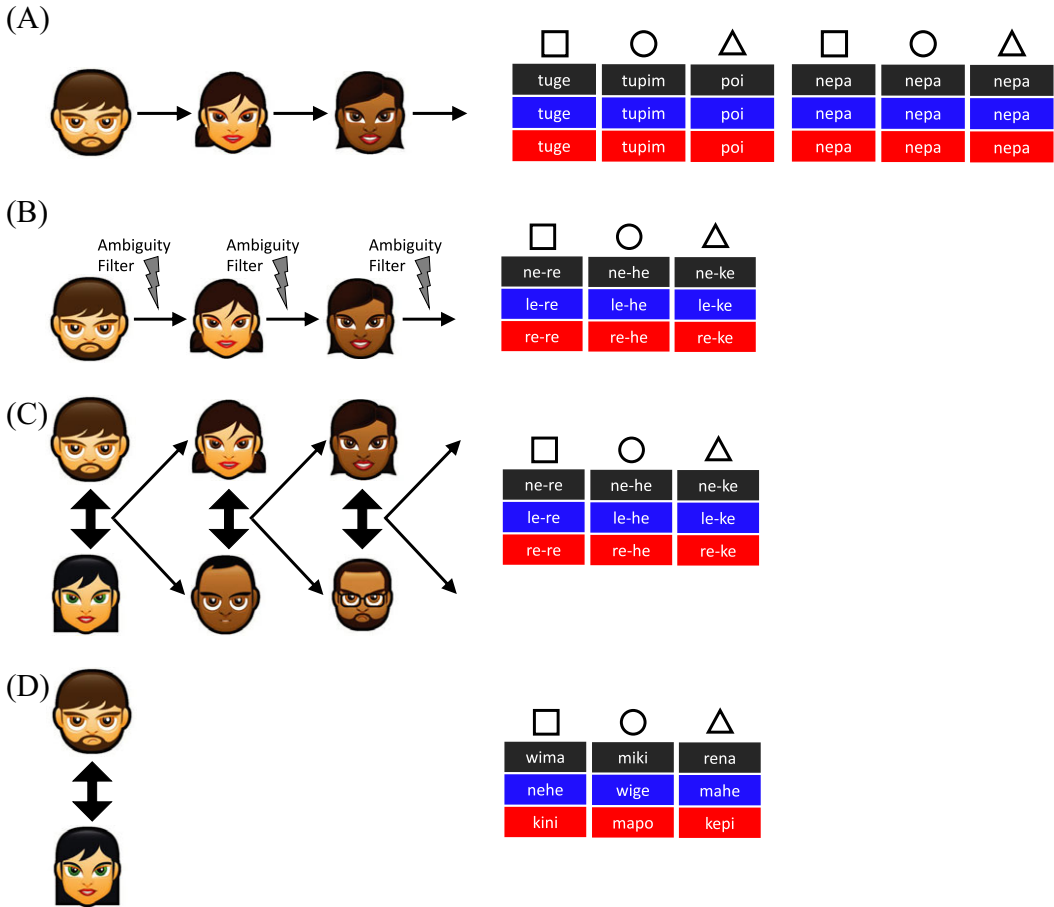 (A)
tuge tupim poi nepa nepa nepa
tuge tupim poi nepa nepa nepa
tuge tupim poi nepa nepa nepa
(B)
Ambiguity Filter Ambiguity Filter Ambiguity Filter
ne-re ne-he ne-ke
le-re le-he le-ke
re-re re-he re-ke
(C)
ne-re ne-he ne-ke
le-re le-he le-ke
re-re re-he re-ke
(D)
wima miki rena
nehe wige mahe
kini mapo kepi